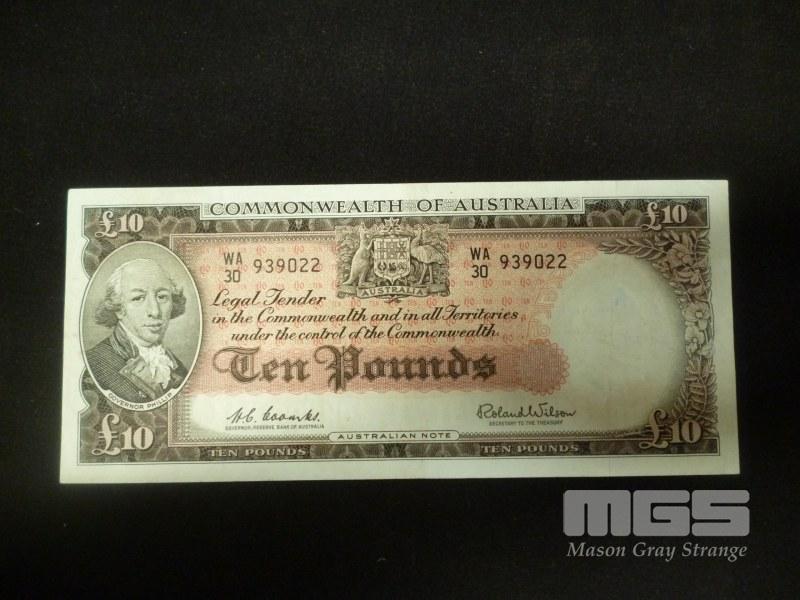 COMMONWEALTH OF AUSTRALIA
£10 £10
WA 30 939022 WA 30 939022
AUSTRALIA
Legal Tender
in the Commonwealth and in all Territories
under the control of the Commonwealth.
Ten Pounds
GOVERNOR PHILLIP
H.C. Coombs. Roland Wilson
GOVERNOR, RESERVE BANK OF AUSTRALIA SECRETARY TO THE TREASURY
£10 AUSTRALIAN NOTE £10
TEN POUNDS TEN POUNDS
MGS
Mason Gray Strange